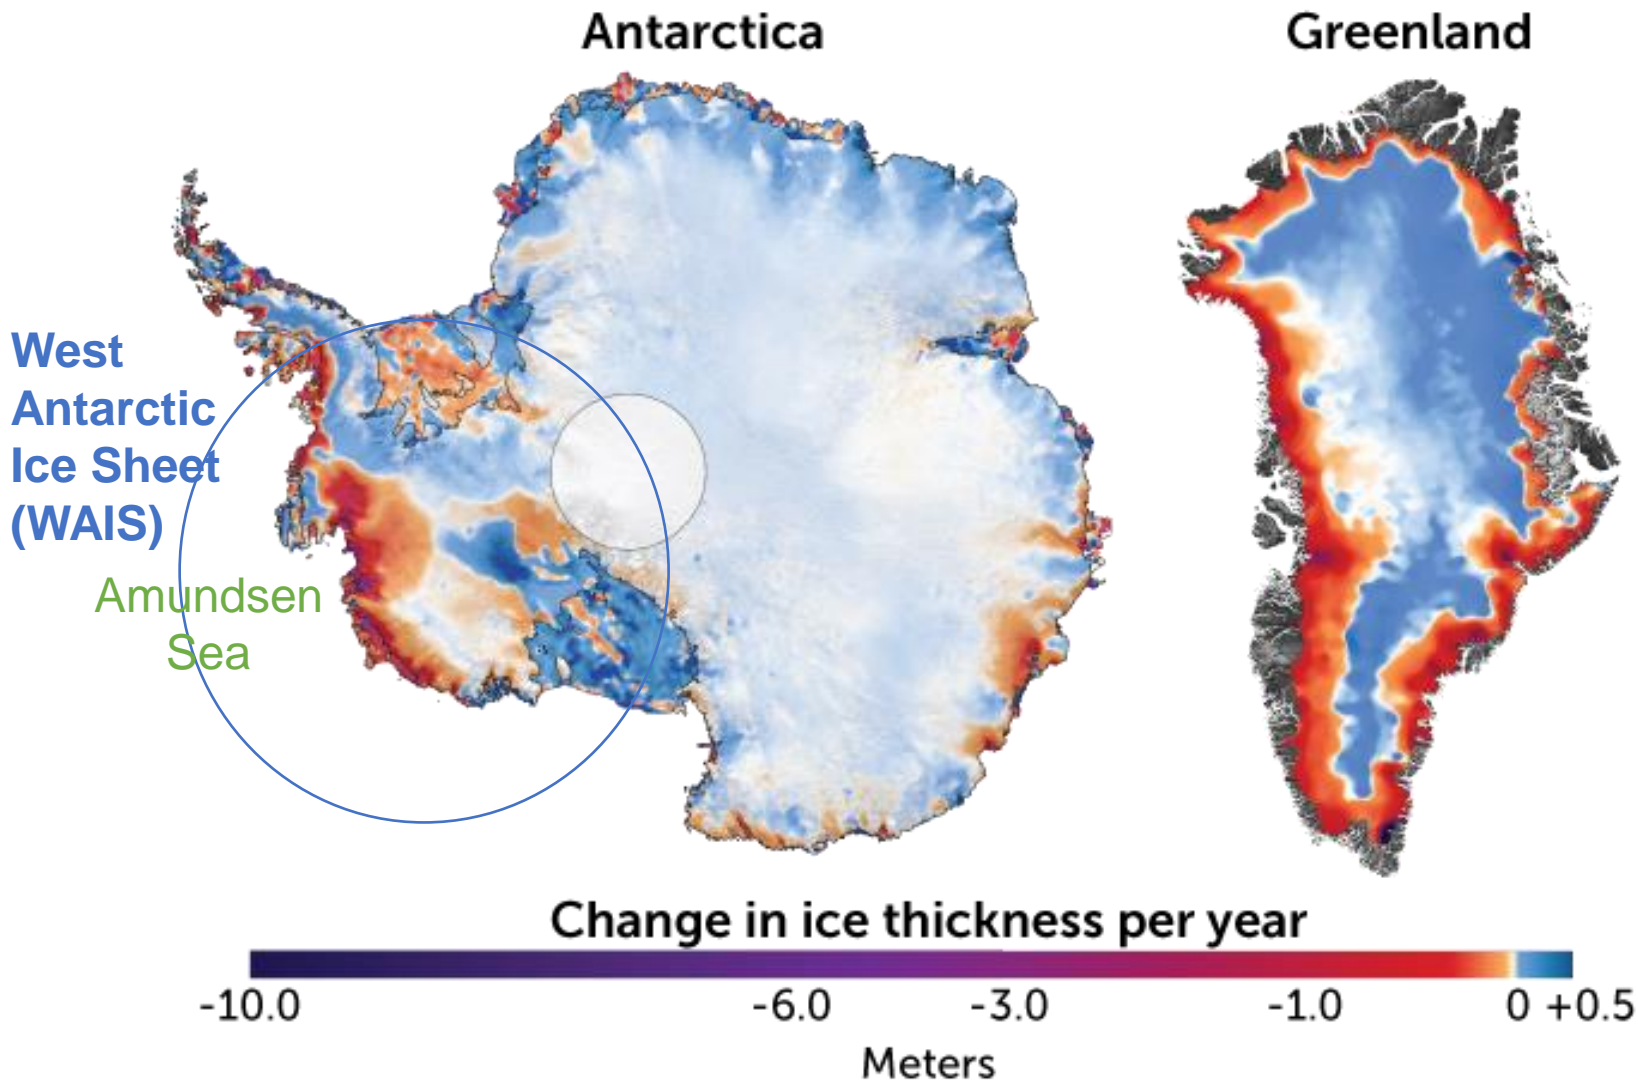 Antarctica
Greenland
West
Antarctic
Ice Sheet
(WAIS)
Amundsen
Sea
Change in ice thickness per year
-10.0 -6.0 -3.0 -1.0 0 +0.5
Meters